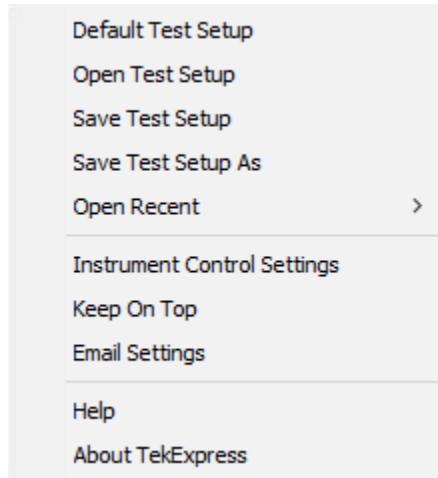 Default Test Setup
Open Test Setup
Save Test Setup
Save Test Setup As
Open Recent
Instrument Control Settings
Keep On Top
Email Settings
Help
About TekExpress